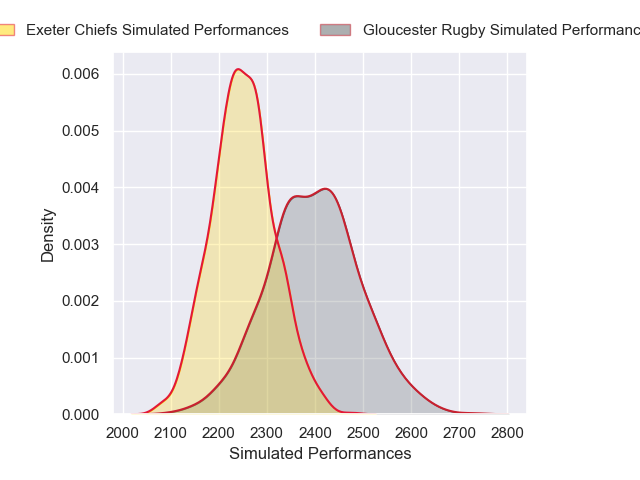 Exeter Chiefs Simulated Performances Gloucester Rugby Simulated
0.006
0.005
0.004
0.003
0.002
0.001
0.000
Density
2000 2100 2200 2300 2400 2500 2600 2700 2800
Simulated Performances